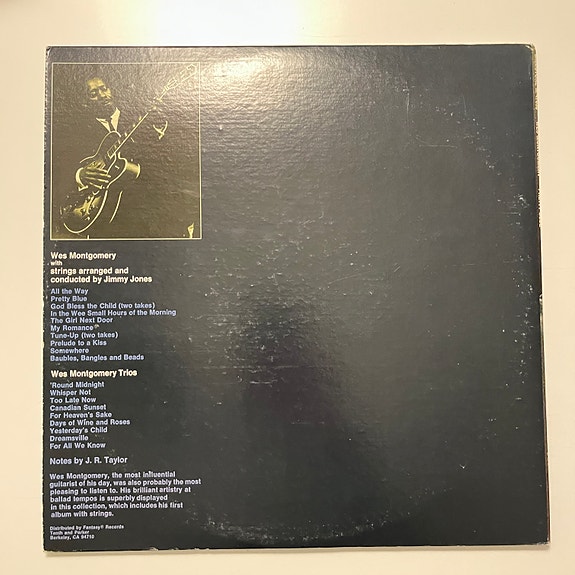 Wes Montgomery
with
strings arranged and
conducted by Jimmy Jones
All the Way
Pretty Blue
God Bless the Child (two takes)
In the Wee Small Hours of the Morning
The Girl Next Door
My Romance
Tune-Up (two takes)
Prelude to a Kiss
Somewhere
Baubles, Bangles and Beads
Wes Montgomery Trios
'Round Midnight
Whisper Not
Too Late Now
Canadian Sunset
For Heaven's Sake
Days of Wine and Roses
Yesterday's Child
Dreamsville
For All We Know
Notes by J. R. Taylor
Wes Montgomery, the most influential
guitarist of his day, was also probably the most
pleasing to listen to. His brilliant artistry at
ballad tempos is superbly displayed
in this collection, which includes his first
album with strings.
Distributed by Fantasy® Records
Tenth and Parker
Berkeley, CA 94710